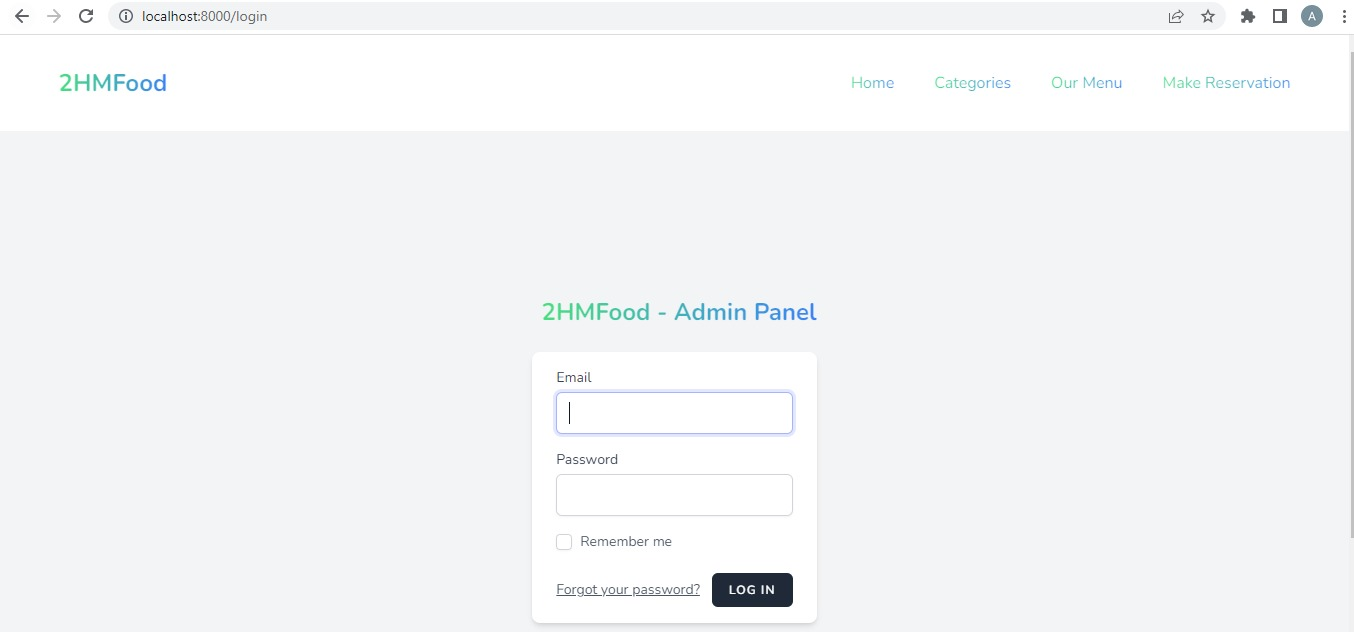 localhost:8000/login
A
2HMFood
Home Categories Our Menu Make Reservation
2HMFood - Admin Panel
Email
Password
Remember me
Forgot your password? LOG IN